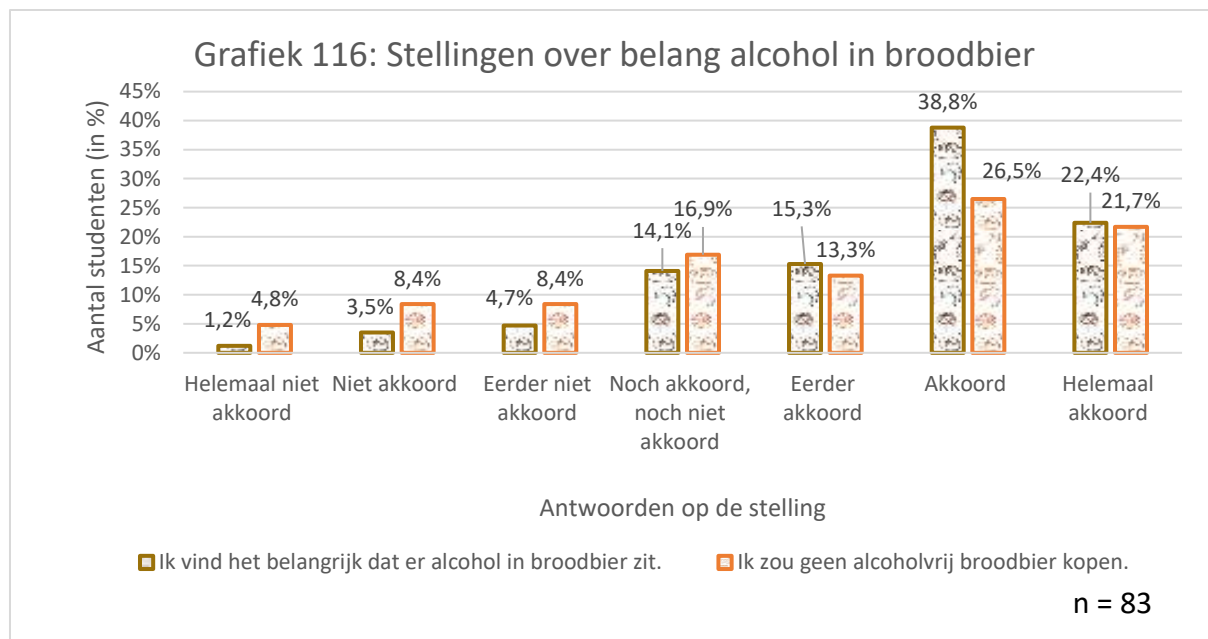 Grafiek 116: Stellingen over belang alcohol in broodbier
Aantal studenten (in %)
45%
40%
35%
30%
25%
20%
15%
10%
5%
0%
1,2%
4,8%
3,5%
8,4%
4,7%
8,4%
14,1%
16,9%
15,3%
13,3%
38,8%
26,5%
22,4%
21,7%
Helemaal niet
akkoord
Niet akkoord
Eerder niet
akkoord
Noch akkoord,
noch niet
akkoord
Eerder
akkoord
Akkoord
Helemaal
akkoord
Antwoorden op de stelling
Ik vind het belangrijk dat er alcohol in broodbier zit.
Ik zou geen alcoholvrij broodbier kopen.
n = 83